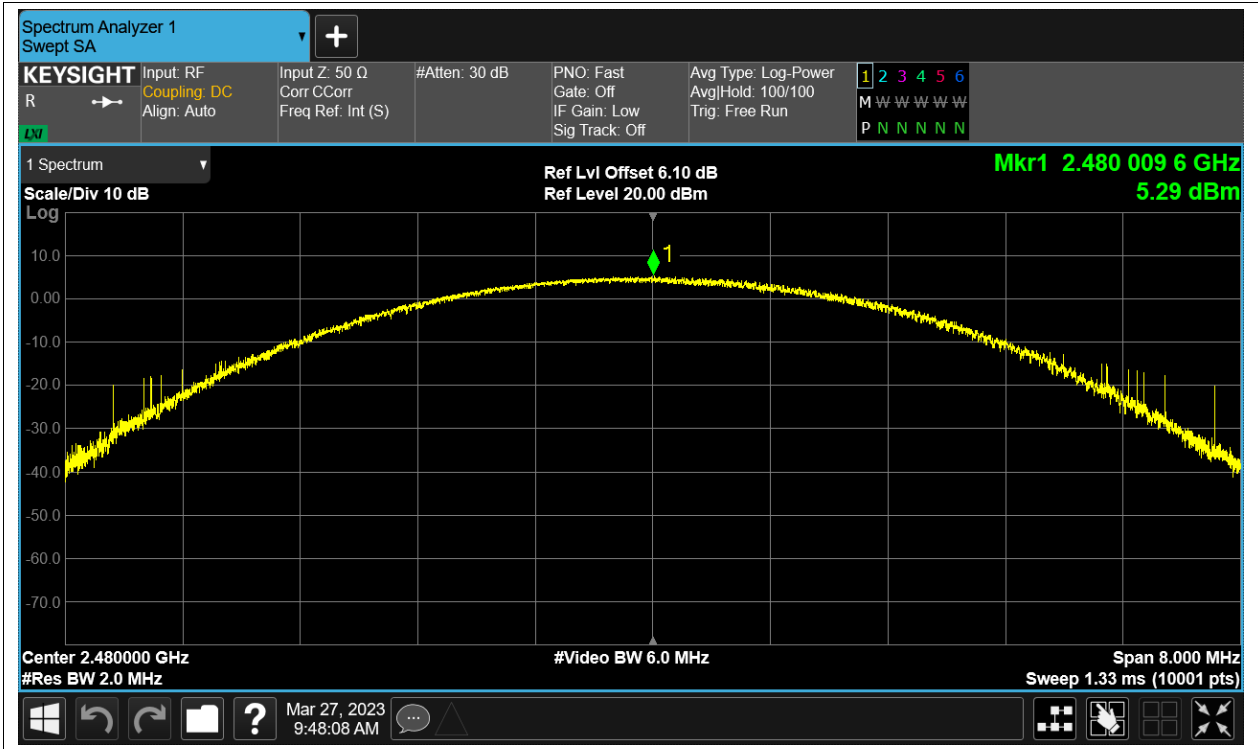 Spectrum Analyzer 1
Swept SA
+
KEYSIGHT
R
LXI
Input: RF
Coupling: DC
Align: Auto
Input Z: 50 Ω
Corr CCorr
Freq Ref: Int (S)
#Atten: 30 dB
PNO: Fast
Gate: Off
IF Gain: Low
Sig Track: Off
Avg Type: Log-Power
Avg|Hold: 100/100
Trig: Free Run
1 2 3 4 5 6
M W W W W W
P N N N N N
1 Spectrum
Scale/Div 10 dB
Log
Ref Lvl Offset 6.10 dB
Ref Level 20.00 dBm
Mkr1 2.480 009 6 GHz
5.29 dBm
1
10.0
0.00
-10.0
-20.0
-30.0
-40.0
-50.0
-60.0
-70.0
Center 2.480000 GHz
#Video BW 6.0 MHz
Span 8.000 MHz
#Res BW 2.0 MHz
Sweep 1.33 ms (10001 pts)
?
Mar 27, 2023
9:48:08 AM